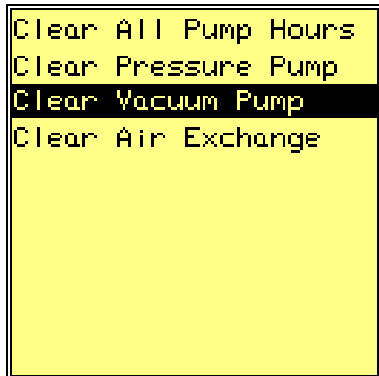 Clear All Pump Hours
Clear Pressure Pump
Clear Vacuum Pump
Clear Air Exchange